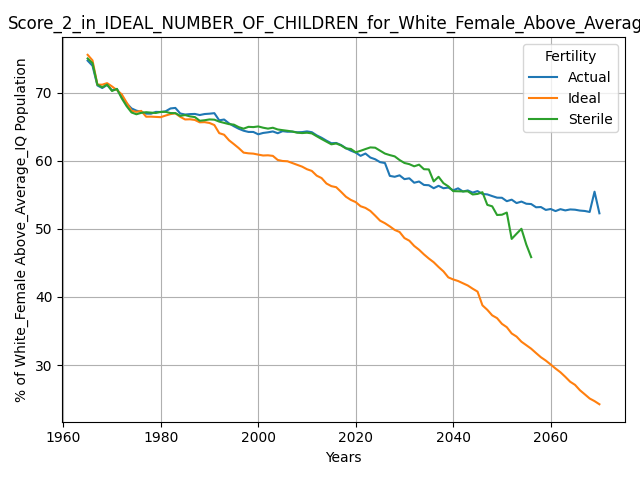 Score_2_in_IDEAL_NUMBER_OF_CHILDREN_for_White_Female_Above_Averag
Fertility
Actual
Ideal
Sterile
% of White_Female Above_Average_IQ Population
70
60
50
40
30
1960
1980
2000
2020
2040
2060
Years